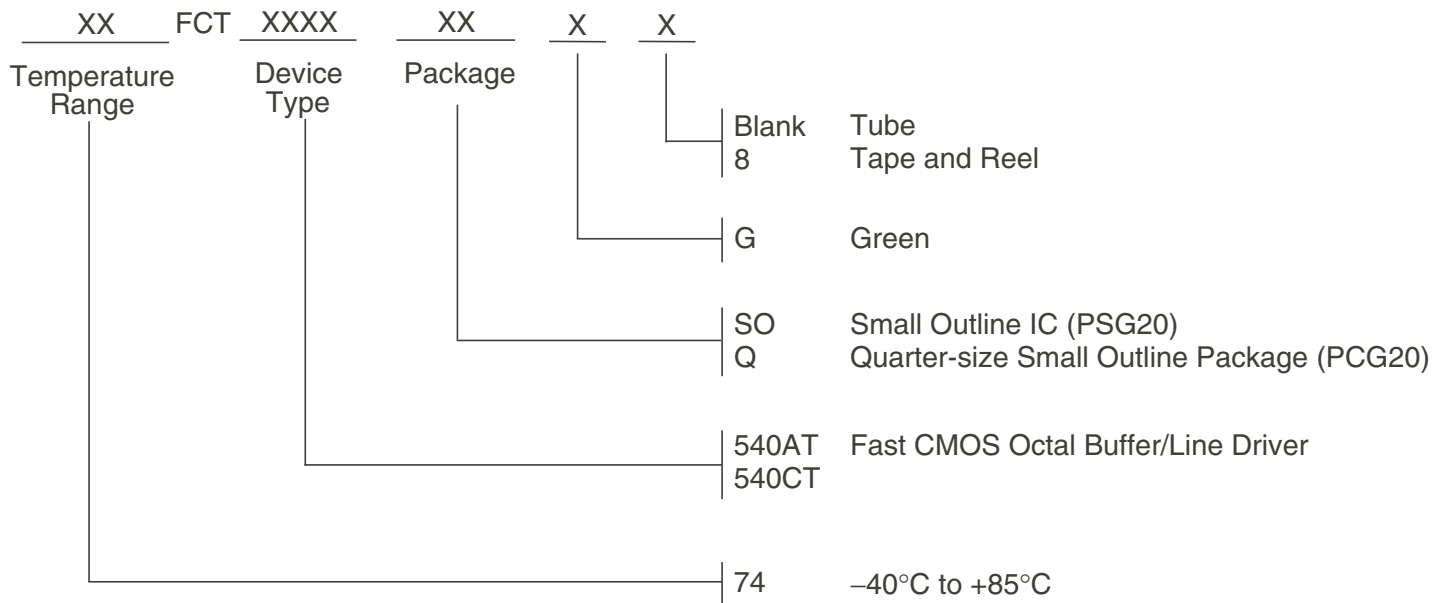 XX FCT XXXX XX X X
Temperature Range Device Type Package
Blank Tube
8 Tape and Reel
G Green
SO Small Outline IC (PSG20)
Q Quarter-size Small Outline Package (PCG20)
540AT Fast CMOS Octal Buffer/Line Driver
540CT
74 –40°C to +85°C